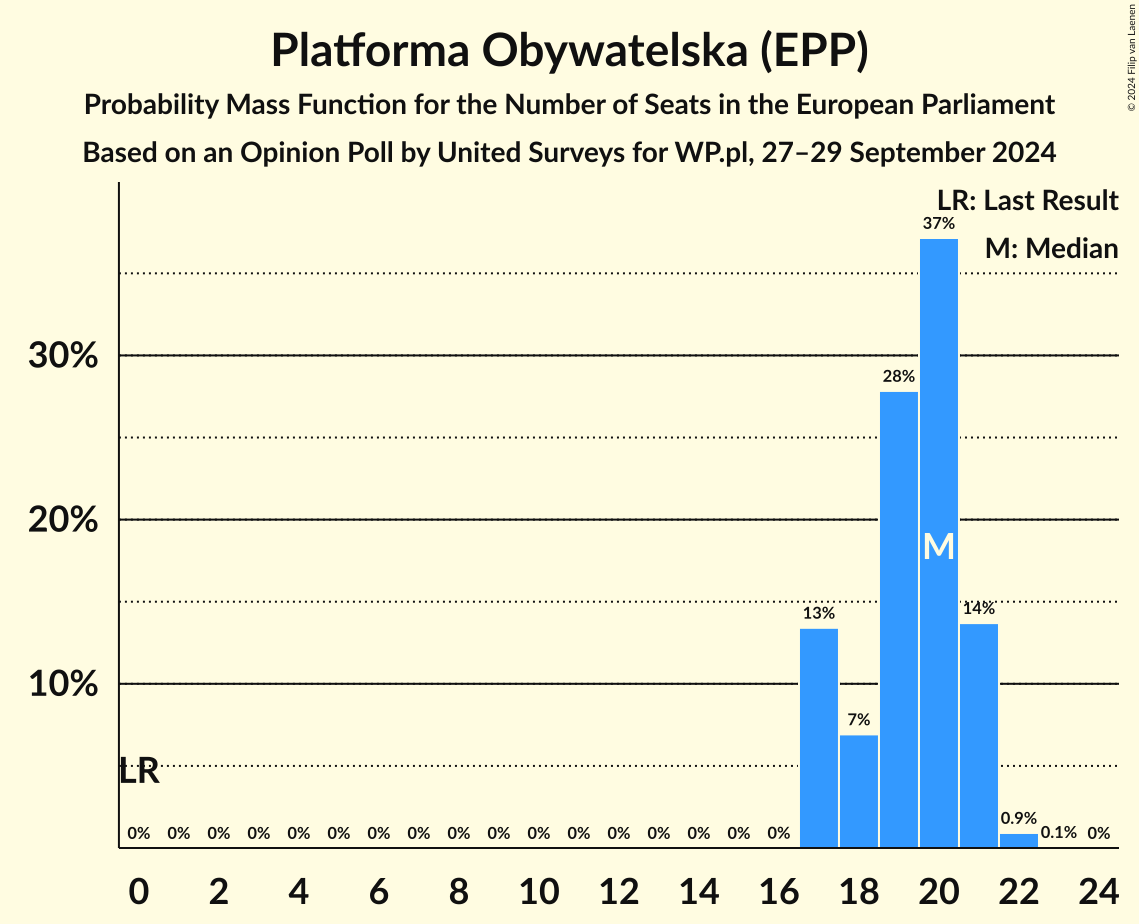 Platforma Obywatelska (EPP)
Probability Mass Function for the Number of Seats in the European Parliament
Based on an Opinion Poll by United Surveys for WP.pl, 27–29 September 2024
© 2024 Filip van Laenen
LR: Last Result
M: Median
37%
30%
28%
20%
M
13%
14%
10%
7%
LR
0% 0% 0% 0% 0% 0% 0% 0% 0% 0% 0% 0% 0% 0% 0% 0% 0% 0.9% 0.1% 0%
0 2 4 6 8 10 12 14 16 18 20 22 24